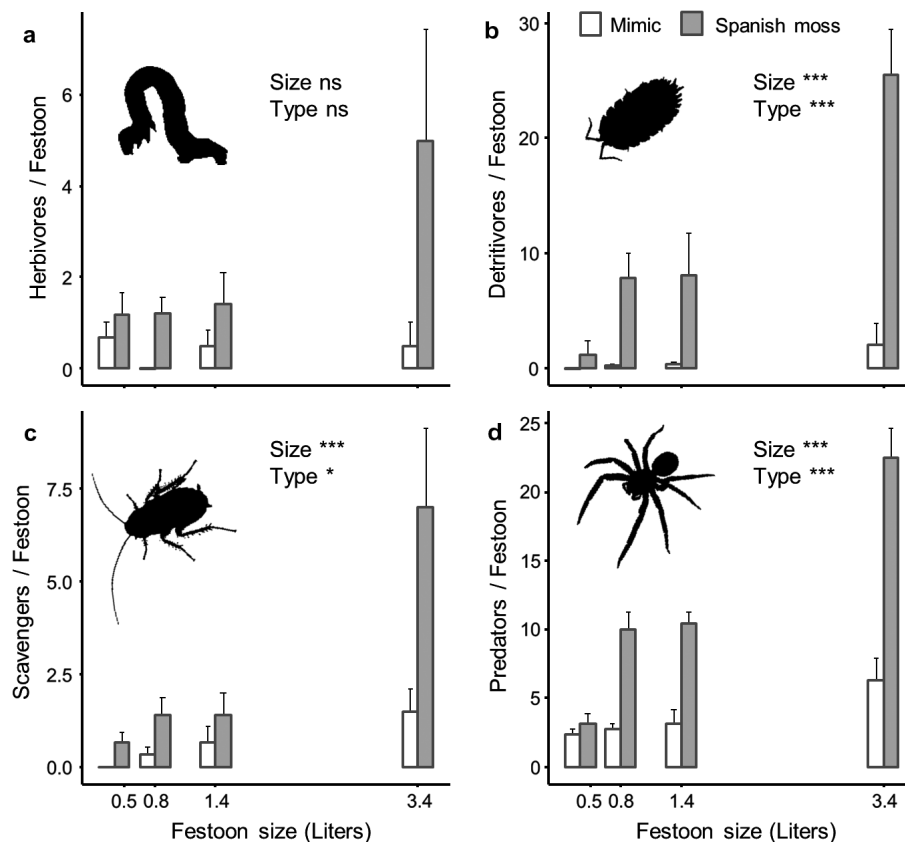 a
Size ns
Type ns
Herbivores / Festoon
6
4
2
0
b
Mimic
Spanish moss
Size ***
Type ***
Detritivores / Festoon
30
20
10
0
c
Size ***
Type *
Scavengers / Festoon
7.5
5.0
2.5
0.0
0.5 0.8 1.4 3.4
Festoon size (Liters)
d
Size ***
Type ***
Predators / Festoon
25
20
15
10
5
0
0.5 0.8 1.4 3.4
Festoon size (Liters)